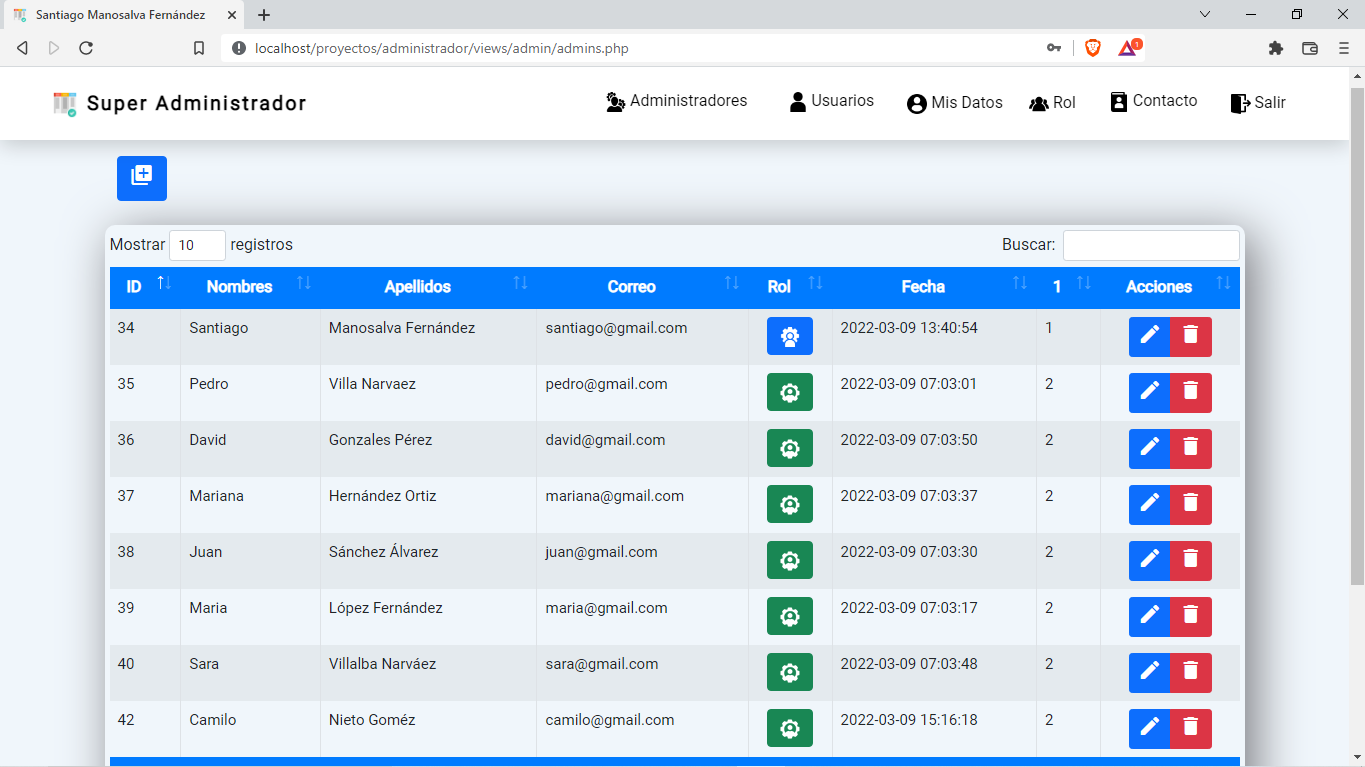 Santiago Manosalva Fernández
localhost/proyectos/administrador/views/admin/admins.php
1
Super Administrador
Administradores Usuarios Mis Datos Rol Contacto Salir
Mostrar 10 registros Buscar:
ID Nombres Apellidos Correo Rol Fecha 1 Acciones
34 Santiago Manosalva Fernández santiago@gmail.com 2022-03-09 13:40:54 1
35 Pedro Villa Narvaez pedro@gmail.com 2022-03-09 07:03:01 2
36 David Gonzales Pérez david@gmail.com 2022-03-09 07:03:50 2
37 Mariana Hernández Ortiz mariana@gmail.com 2022-03-09 07:03:37 2
38 Juan Sánchez Álvarez juan@gmail.com 2022-03-09 07:03:30 2
39 Maria López Fernández maria@gmail.com 2022-03-09 07:03:17 2
40 Sara Villalba Narváez sara@gmail.com 2022-03-09 07:03:48 2
42 Camilo Nieto Goméz camilo@gmail.com 2022-03-09 15:16:18 2